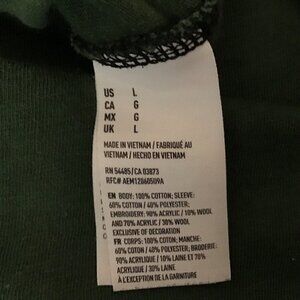 US L
CA G
MX G
UK L
MADE IN VIETNAM / FABRIQUÉ AU
VIETNAM / HECHO EN VIETNAM
RN 54485/CA 03873
RFC# AEM12060509A
EN BODY: 100% COTTON; SLEEVE:
60% COTTON / 40% POLYESTER;
EMBROIDERY: 90% ACRYLIC / 10% WOOL
AND 70% ACRYLIC / 30% WOOL
EXCLUSIVE OF DECORATION
FR CORPS: 100% COTON; MANCHE:
60% COTON / 40% POLYESTER; BRODERIE:
90% ACRYLIQUE / 10% LAINE ET 70%
ACRYLIQUE / 30% LAINE
A L'EXCEPTION DE LA GARNITURE